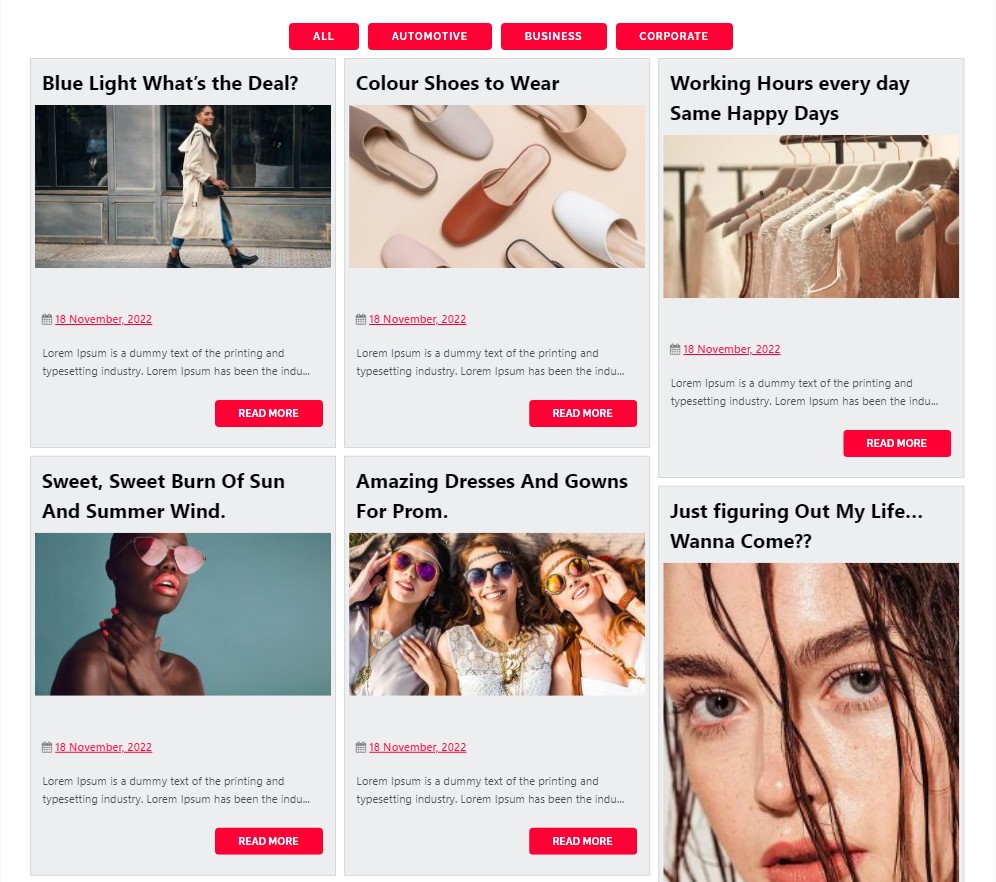 ALL
AUTOMOTIVE
BUSINESS
CORPORATE
Blue Light What’s the Deal?
18 November, 2022
Lorem Ipsum is a dummy text of the printing and
typesetting industry. Lorem Ipsum has been the indu...
READ MORE
Colour Shoes to Wear
18 November, 2022
Lorem Ipsum is a dummy text of the printing and
typesetting industry. Lorem Ipsum has been the indu...
READ MORE
Working Hours every day
Same Happy Days
18 November, 2022
Lorem Ipsum is a dummy text of the printing and
typesetting industry. Lorem Ipsum has been the indu...
READ MORE
Sweet, Sweet Burn Of Sun
And Summer Wind.
18 November, 2022
Lorem Ipsum is a dummy text of the printing and
typesetting industry. Lorem Ipsum has been the indu...
READ MORE
Amazing Dresses And Gowns
For Prom.
18 November, 2022
Lorem Ipsum is a dummy text of the printing and
typesetting industry. Lorem Ipsum has been the indu...
READ MORE
Just figuring Out My Life...
Wanna Come??